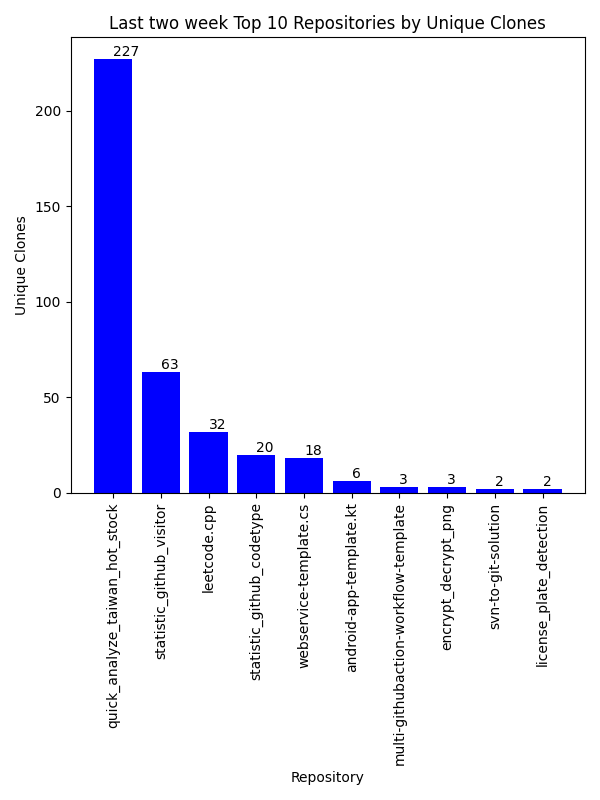 Last two week Top 10 Repositories by Unique Clones
Unique Clones
200
150
100
50
0
227
63
32
20
18
6
3
3
2
2
quick_analyze_taiwan_hot_stock
statistic_github_visitor
leetcode.cpp
statistic_github_codetype
webservice-template.cs
android-app-template.kt
multi-githubaction-workflow-template
encrypt_decrypt_png
svn-to-git-solution
license_plate_detection
Repository